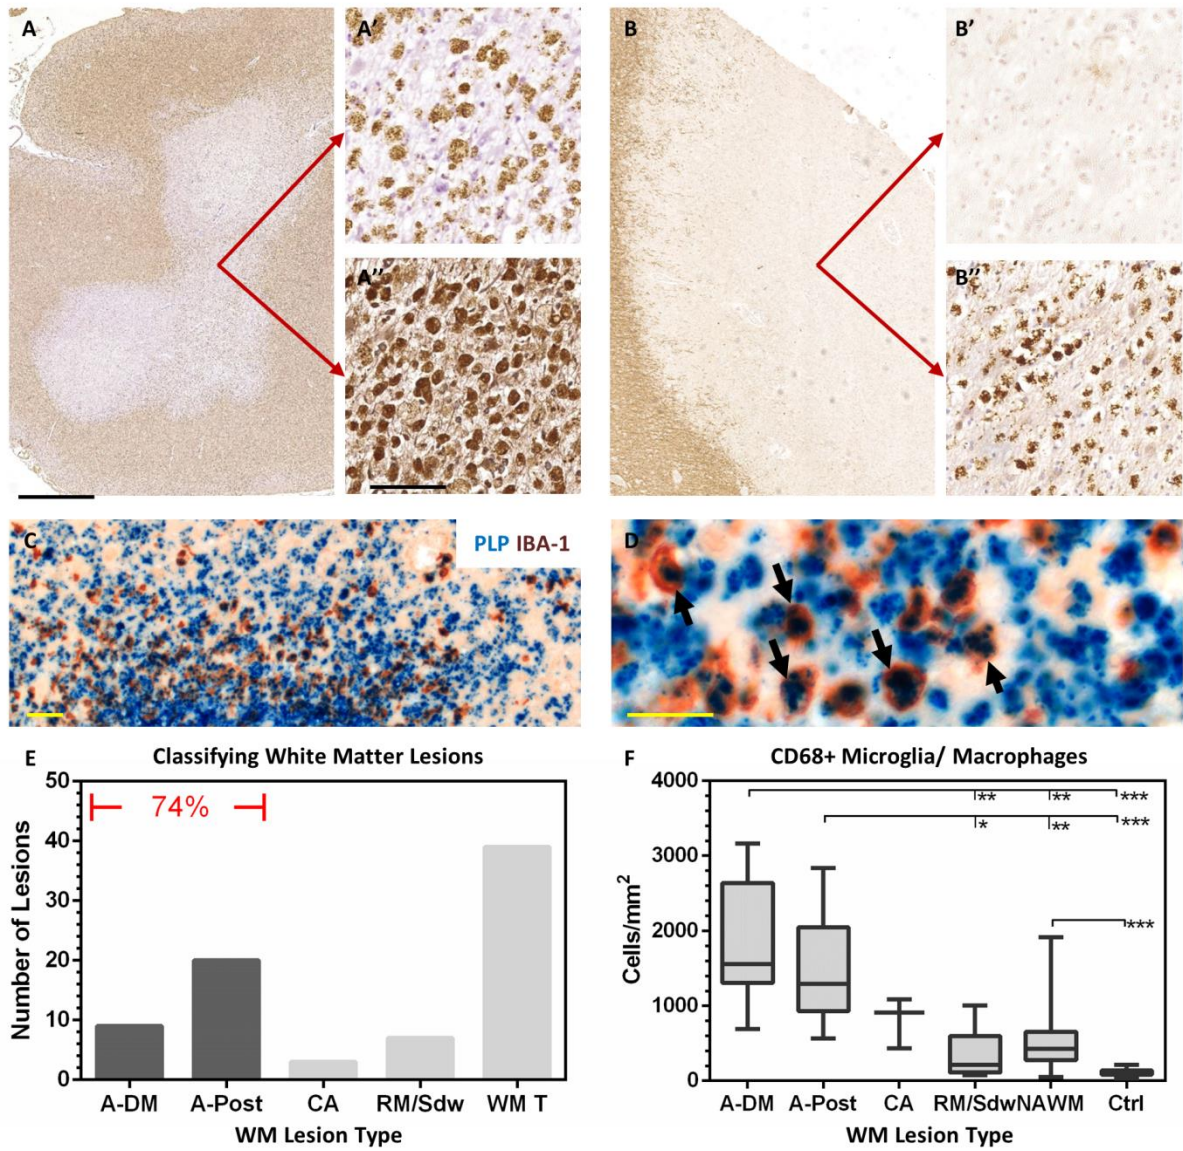 A
A'
A''
B
B'
B''
C
PLP IBA-1
D
E
Classifying White Matter Lesions
50
40
30
20
10
0
74%
Number of Lesions
A-DM A-Post CA RM/Sdw WM T
WM Lesion Type
F
CD68+ Microglia/ Macrophages
4000
3000
2000
1000
0
** ** ***
* ** ***
***
Cells/mm²
A-DM A-Post CA RM/Sdw NAWM Ctrl
WM Lesion Type